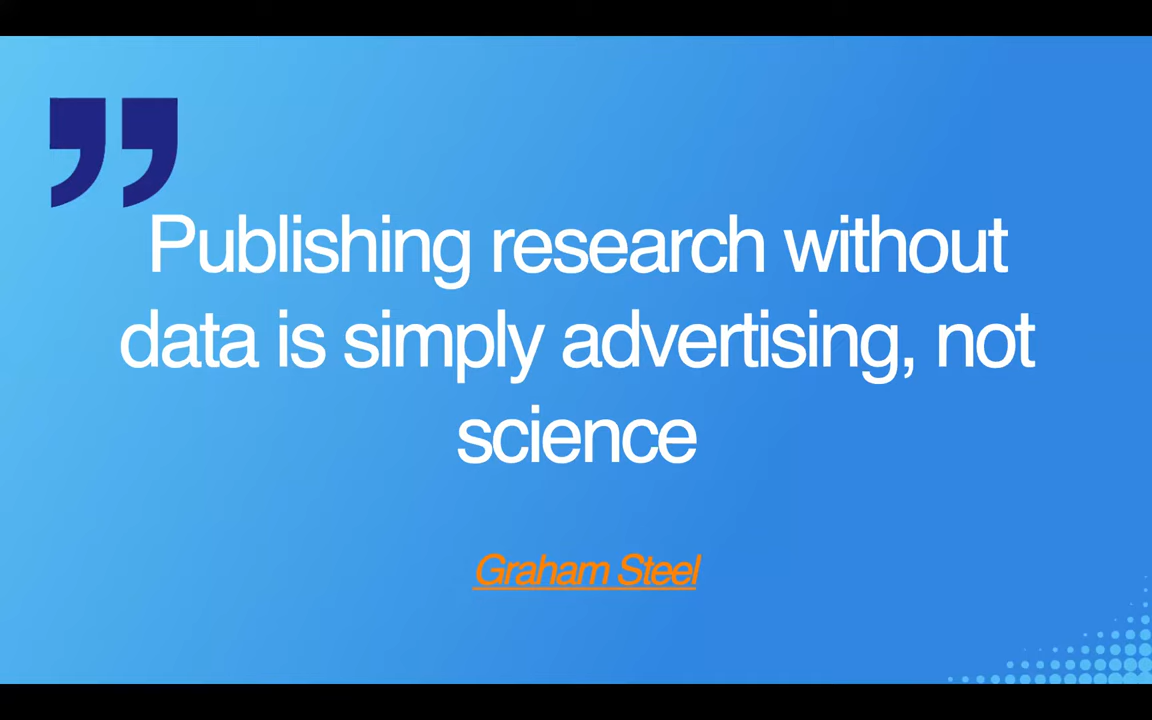 ”
Publishing research without
data is simply advertising, not
science
Graham Steel